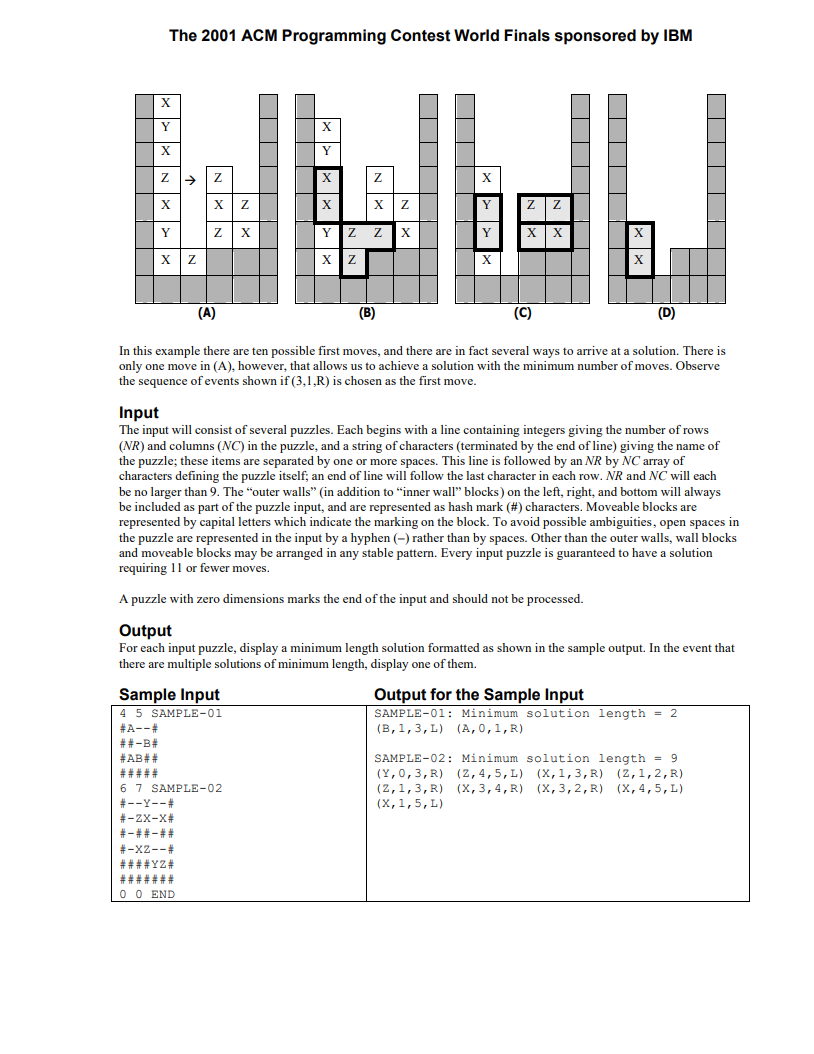 The 2001 ACM Programming Contest World Finals sponsored by IBM
X
Y X
X Y
Z → Z X Z X
X X Z X X Z Y Z Z
Y Z X Y Z Z X Y X X X
X Z X Z X X
(A) (B) (C) (D)
In this example there are ten possible first moves, and there are in fact several ways to arrive at a solution. There is
only one move in (A), however, that allows us to achieve a solution with the minimum number of moves. Observe
the sequence of events shown if (3,1,R) is chosen as the first move.
Input
The input will consist of several puzzles. Each begins with a line containing integers giving the number of rows
(NR) and columns (NC) in the puzzle, and a string of characters (terminated by the end of line) giving the name of
the puzzle; these items are separated by one or more spaces. This line is followed by an NR by NC array of
characters defining the puzzle itself; an end of line will follow the last character in each row. NR and NC will each
be no larger than 9. The “outer walls” (in addition to “inner wall” blocks) on the left, right, and bottom will always
be included as part of the puzzle input, and are represented as hash mark (#) characters. Moveable blocks are
represented by capital letters which indicate the marking on the block. To avoid possible ambiguities, open spaces in
the puzzle are represented in the input by a hyphen (–) rather than by spaces. Other than the outer walls, wall blocks
and moveable blocks may be arranged in any stable pattern. Every input puzzle is guaranteed to have a solution
requiring 11 or fewer moves.
A puzzle with zero dimensions marks the end of the input and should not be processed.
Output
For each input puzzle, display a minimum length solution formatted as shown in the sample output. In the event that
there are multiple solutions of minimum length, display one of them.
Sample Input
4 5 SAMPLE-01
#A--#
##-B#
#AB##
#####
6 7 SAMPLE-02
#--Y--#
#-ZX-X#
#-##-##
#-XZ--#
####YZ#
#######
0 0 END
Output for the Sample Input
SAMPLE-01: Minimum solution length = 2
(B,1,3,L) (A,0,1,R)
SAMPLE-02: Minimum solution length = 9
(Y,0,3,R) (Z,4,5,L) (X,1,3,R) (Z,1,2,R)
(Z,1,3,R) (X,3,4,R) (X,3,2,R) (X,4,5,L)
(X,1,5,L)